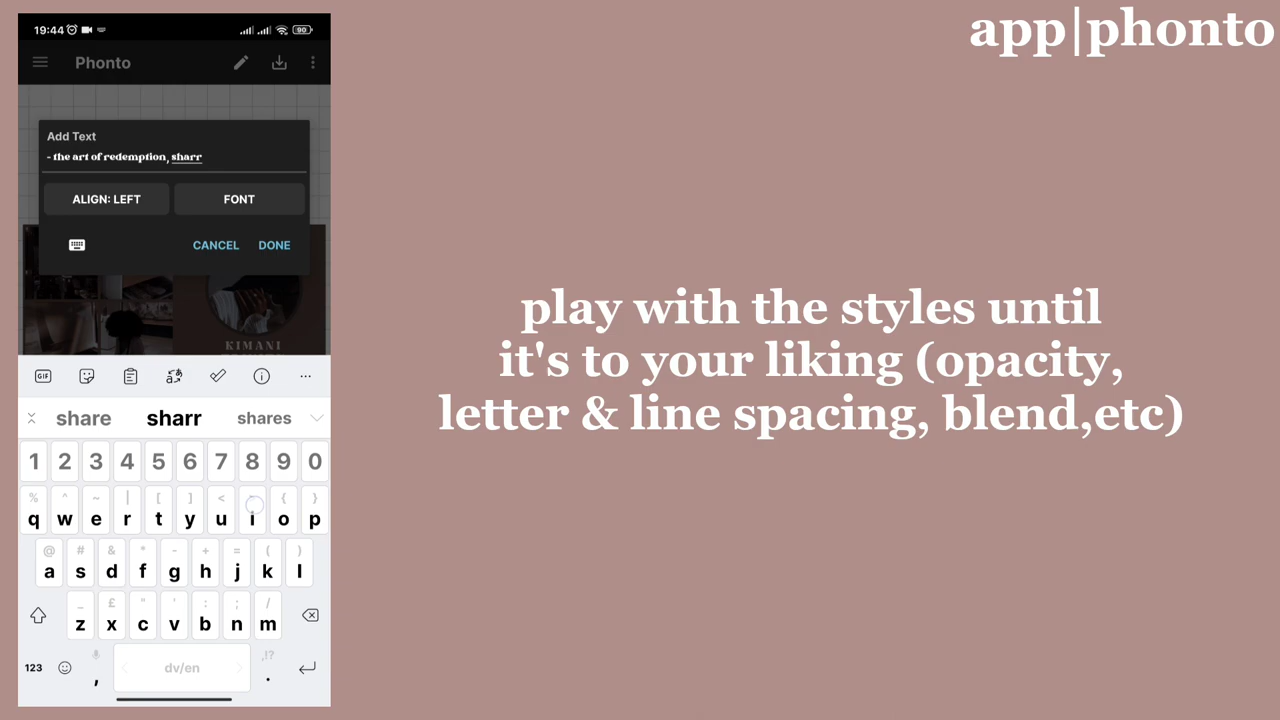 app|phonto
19:44
90
Phonto
Add Text
- the art of redemption, sharr
ALIGN: LEFT FONT
CANCEL DONE
KIMANI
GIF
share sharr shares
1 2 3 4 5 6 7 8 9 0
% ^ ~ | [ ] < { }
q w e r t y u i o p
@ # & * - + = ( )
a s d f g h j k l
_ £ " ' : ; /
z x c v b n m
,!?
123 , dv/en .
play with the styles until
it's to your liking (opacity,
letter & line spacing, blend,etc)